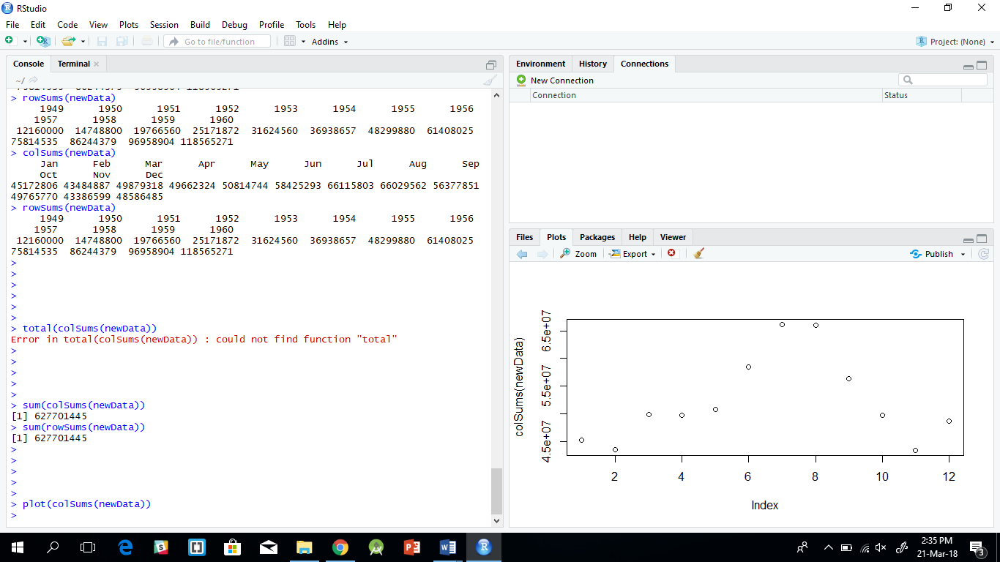 RStudio
File Edit Code View Plots Session Build Debug Profile Tools Help
Go to file/function Addins Project: (None)
Console Terminal
~/
> rowSums(newData)
1949 1950 1951 1952 1953 1954 1955 1956
1957 1958 1959 1960
12160000 14748800 19766560 25171872 31624560 36938657 48299880 61408025
75814535 86244379 96958904 118565271
> colSums(newData)
Jan Feb Mar Apr May Jun Jul Aug Sep
Oct Nov Dec
45172806 43484887 49879318 49662324 50814744 58425293 66115803 66029562 56377851
49765770 43386599 48586485
> rowSums(newData)
1949 1950 1951 1952 1953 1954 1955 1956
1957 1958 1959 1960
12160000 14748800 19766560 25171872 31624560 36938657 48299880 61408025
75814535 86244379 96958904 118565271
>
>
>
>
>
>
> total(colSums(newData))
Error in total(colSums(newData)) : could not find function "total"
>
>
>
>
>
> sum(colSums(newData))
[1] 627701445
> sum(rowSums(newData))
[1] 627701445
>
>
>
>
>
> plot(colSums(newData))
>
Environment History Connections
New Connection
Connection Status
Files Plots Packages Help Viewer
Zoom Export Publish
colSums(newData)
6.5e+07
5.5e+07
4.5e+07
2 4 6 8 10 12
Index
2:35 PM
21-Mar-18
3